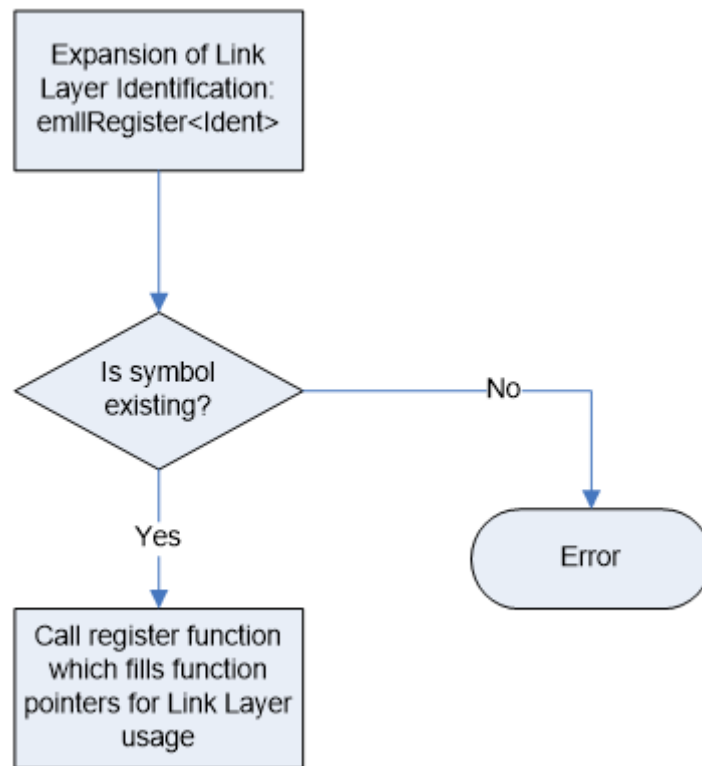 Expansion of Link
Layer Identification:
emllRegister<Ident>
Is symbol
existing?
No
Yes
Error
Call register function
which fills function
pointers for Link Layer
usage